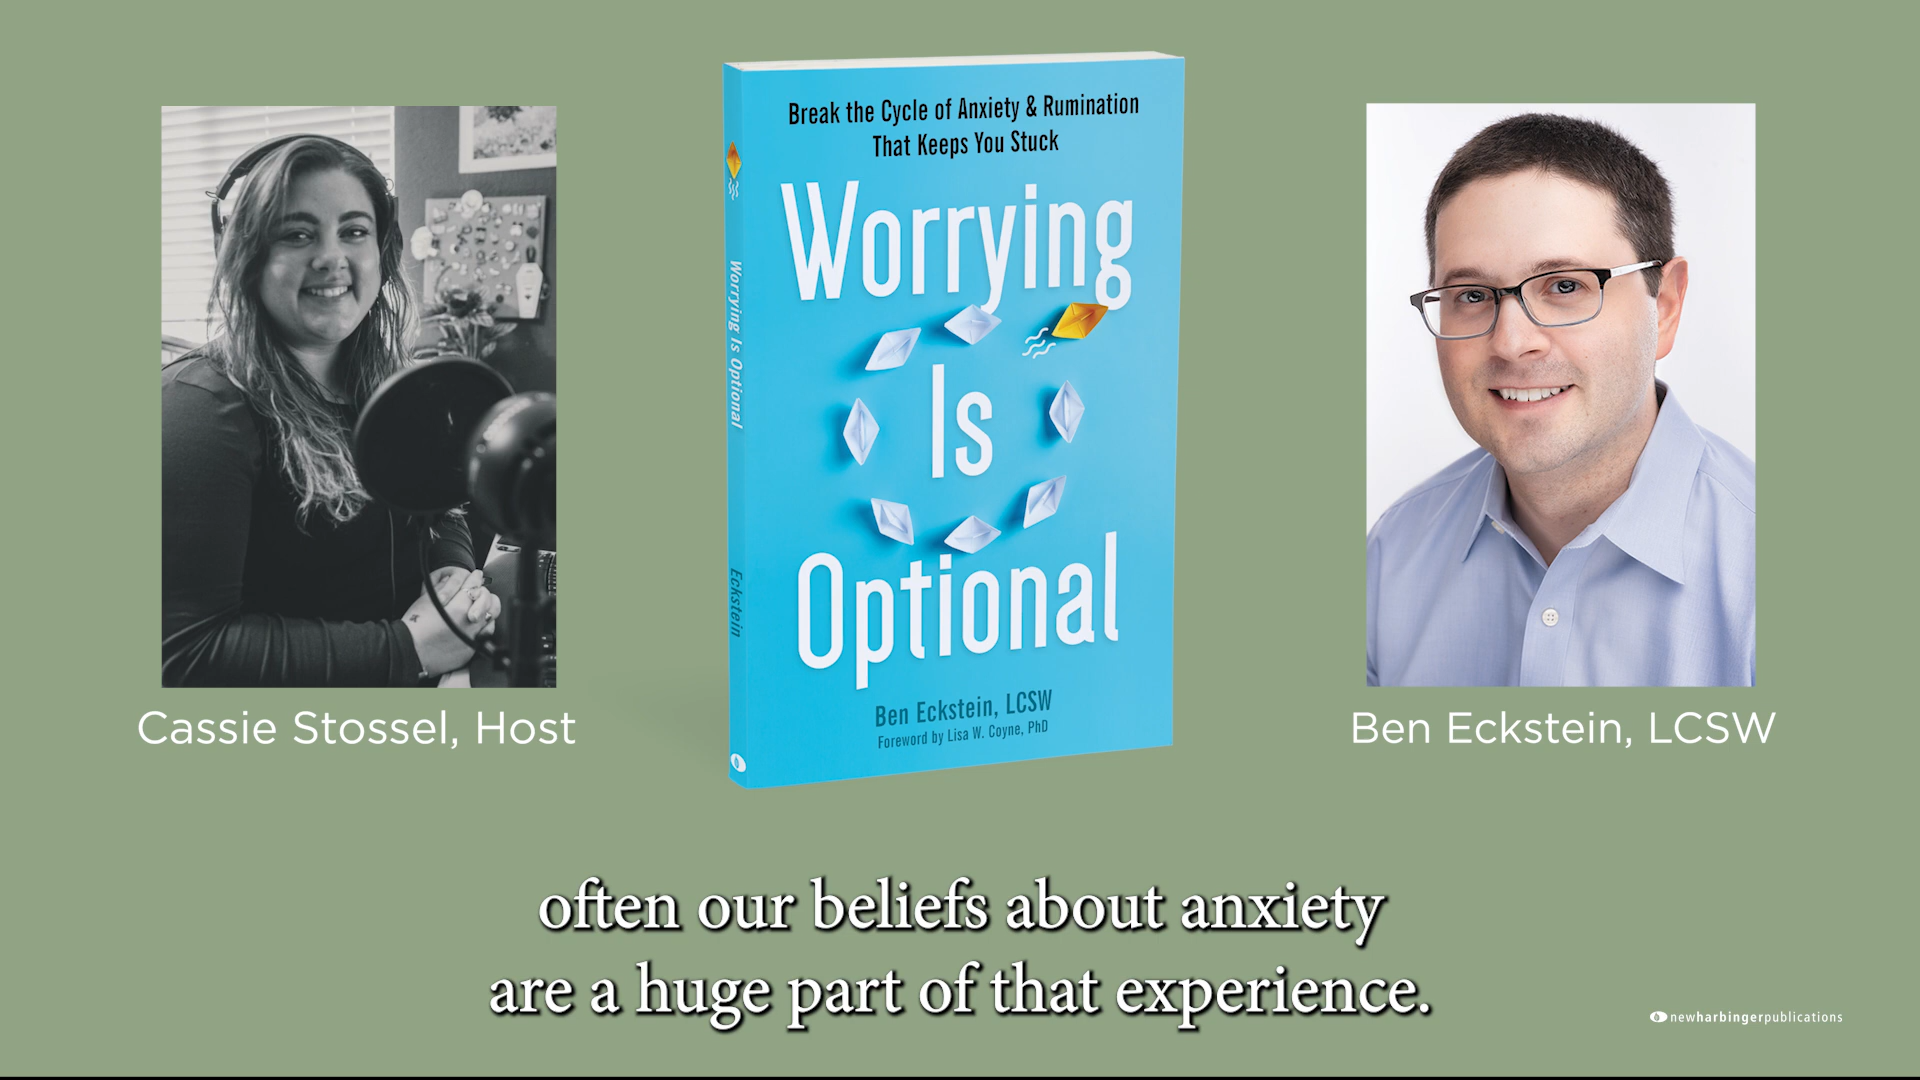 Break the Cycle of Anxiety & Rumination
That Keeps You Stuck
Worrying
Is
Optional
Ben Eckstein, LCSW
Foreword by Lisa W. Coyne, PhD
Worrying Is Optional
Eckstein
Cassie Stossel, Host
Ben Eckstein, LCSW
often our beliefs about anxiety
are a huge part of that experience.
newharbingerpublications